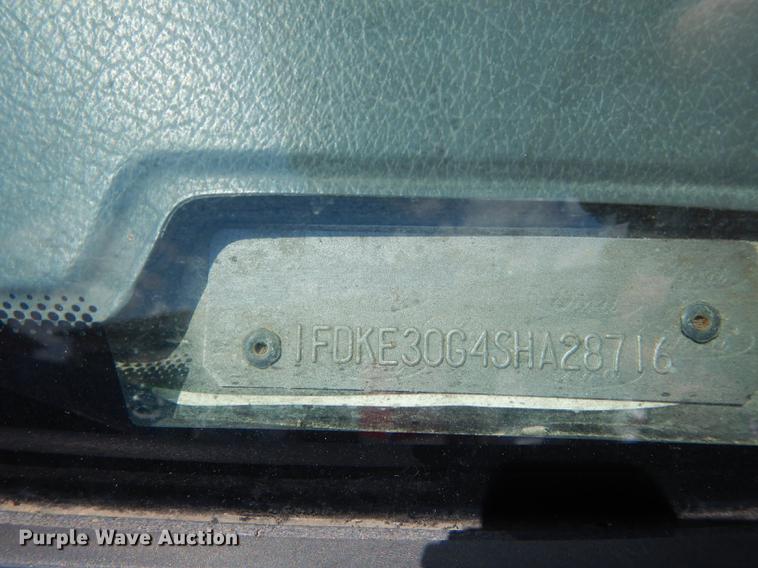 1FDKE30G4SHA28716
Purple Wave Auction